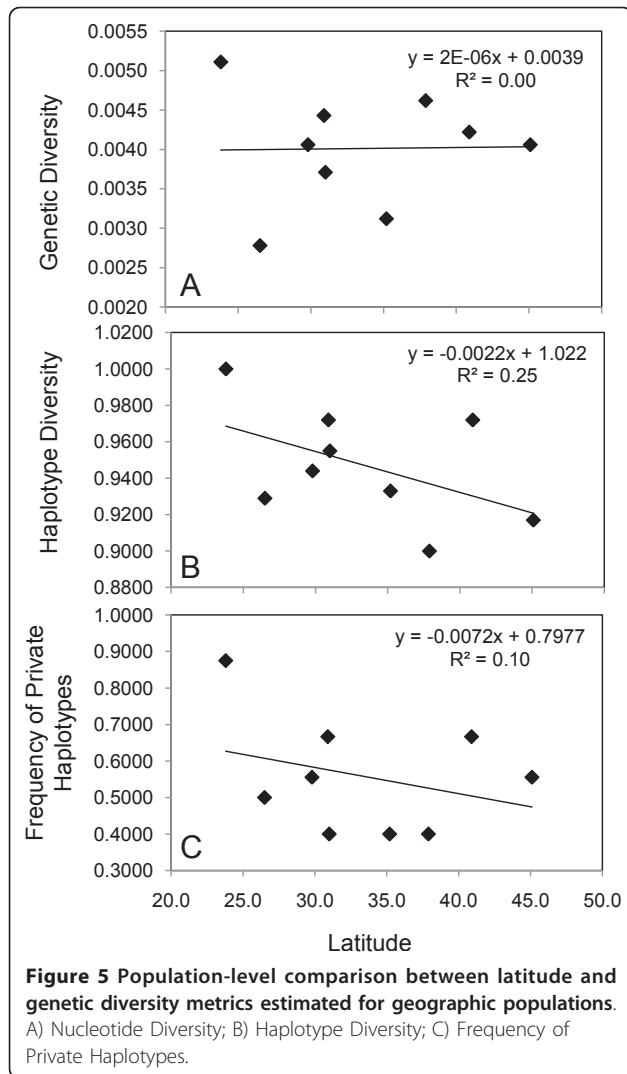 0.0055
0.0050
0.0045
0.0040
0.0035
0.0030
0.0025
0.0020
Genetic Diversity
y = 2E-06x + 0.0039
R² = 0.00
A
1.0200
1.0000
0.9800
0.9600
0.9400
0.9200
0.9000
0.8800
Haplotype Diversity
y = -0.0022x + 1.022
R² = 0.25
B
1.0000
0.9000
0.8000
0.7000
0.6000
0.5000
0.4000
0.3000
Frequency of Private
Haplotypes
y = -0.0072x + 0.7977
R² = 0.10
C
20.0 25.0 30.0 35.0 40.0 45.0 50.0
Latitude
Figure 5 Population-level comparison between latitude and
genetic diversity metrics estimated for geographic populations.
A) Nucleotide Diversity; B) Haplotype Diversity; C) Frequency of
Private Haplotypes.